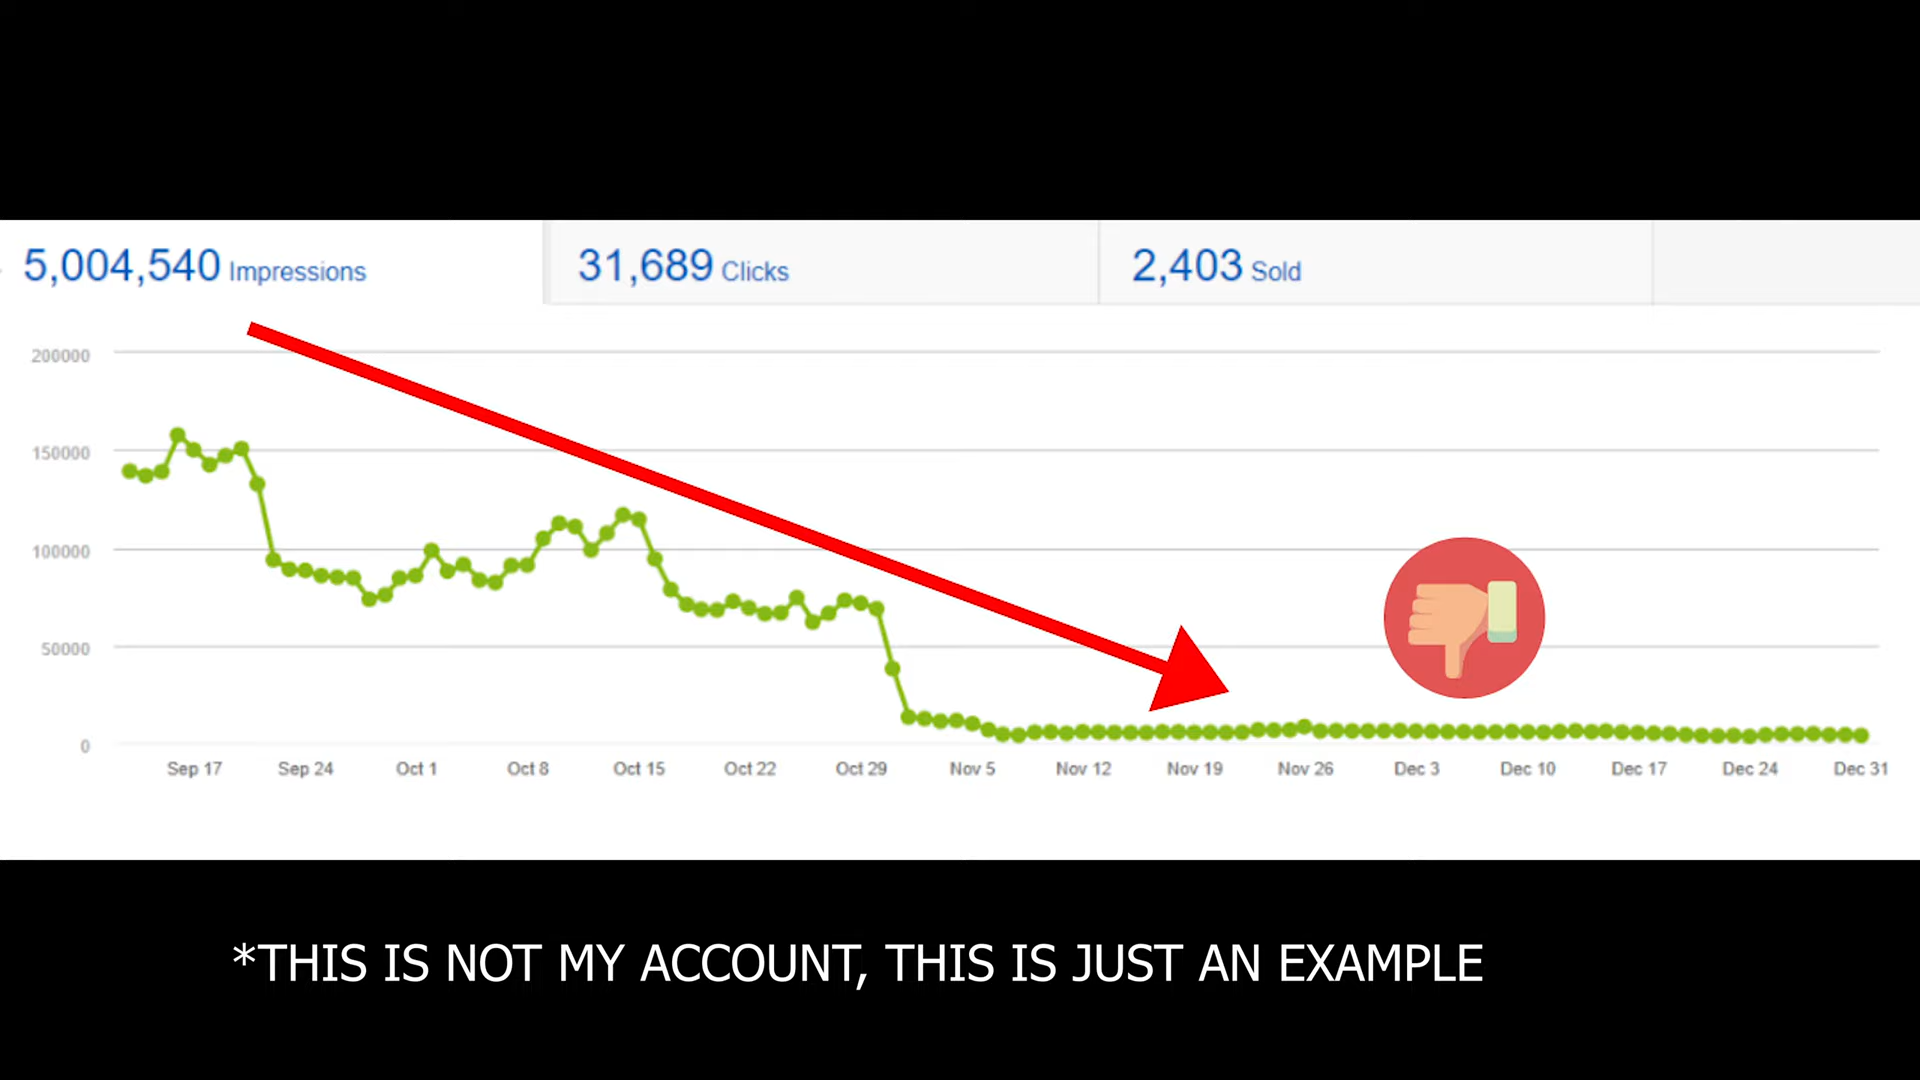 5,004,540 Impressions
31,689 Clicks
2,403 Sold
200000
150000
100000
50000
0
Sep 17 Sep 24 Oct 1 Oct 8 Oct 15 Oct 22 Oct 29 Nov 5 Nov 12 Nov 19 Nov 26 Dec 3 Dec 10 Dec 17 Dec 24 Dec 31
*THIS IS NOT MY ACCOUNT, THIS IS JUST AN EXAMPLE